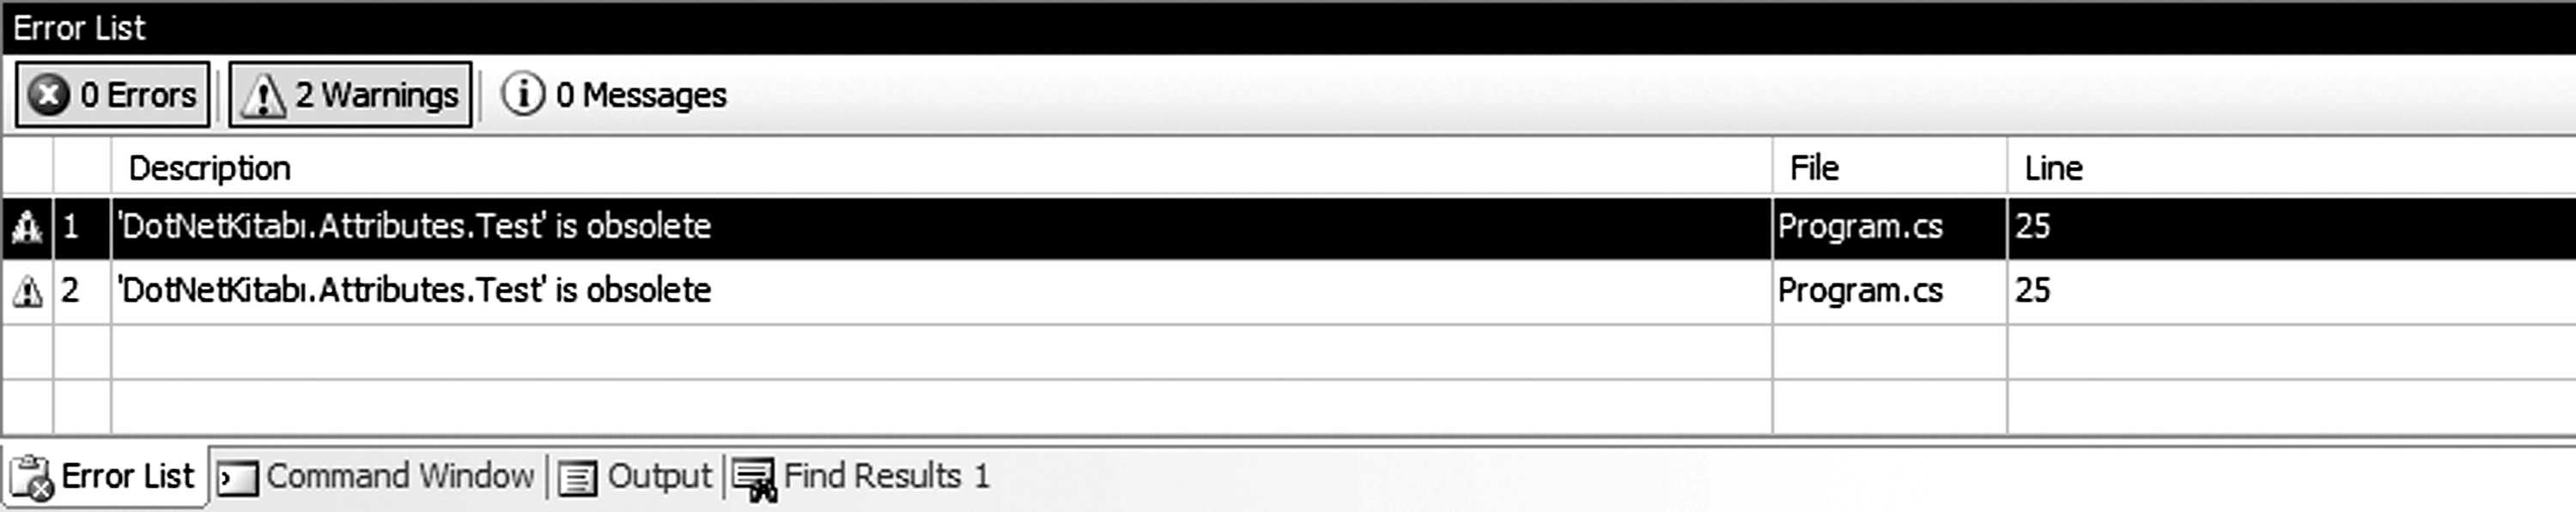 Error List
0 Errors 2 Warnings 0 Messages
Description File Line
1 'DotNetKitabı.Attributes.Test' is obsolete Program.cs 25
2 'DotNetKitabı.Attributes.Test' is obsolete Program.cs 25
Error List Command Window Output Find Results 1